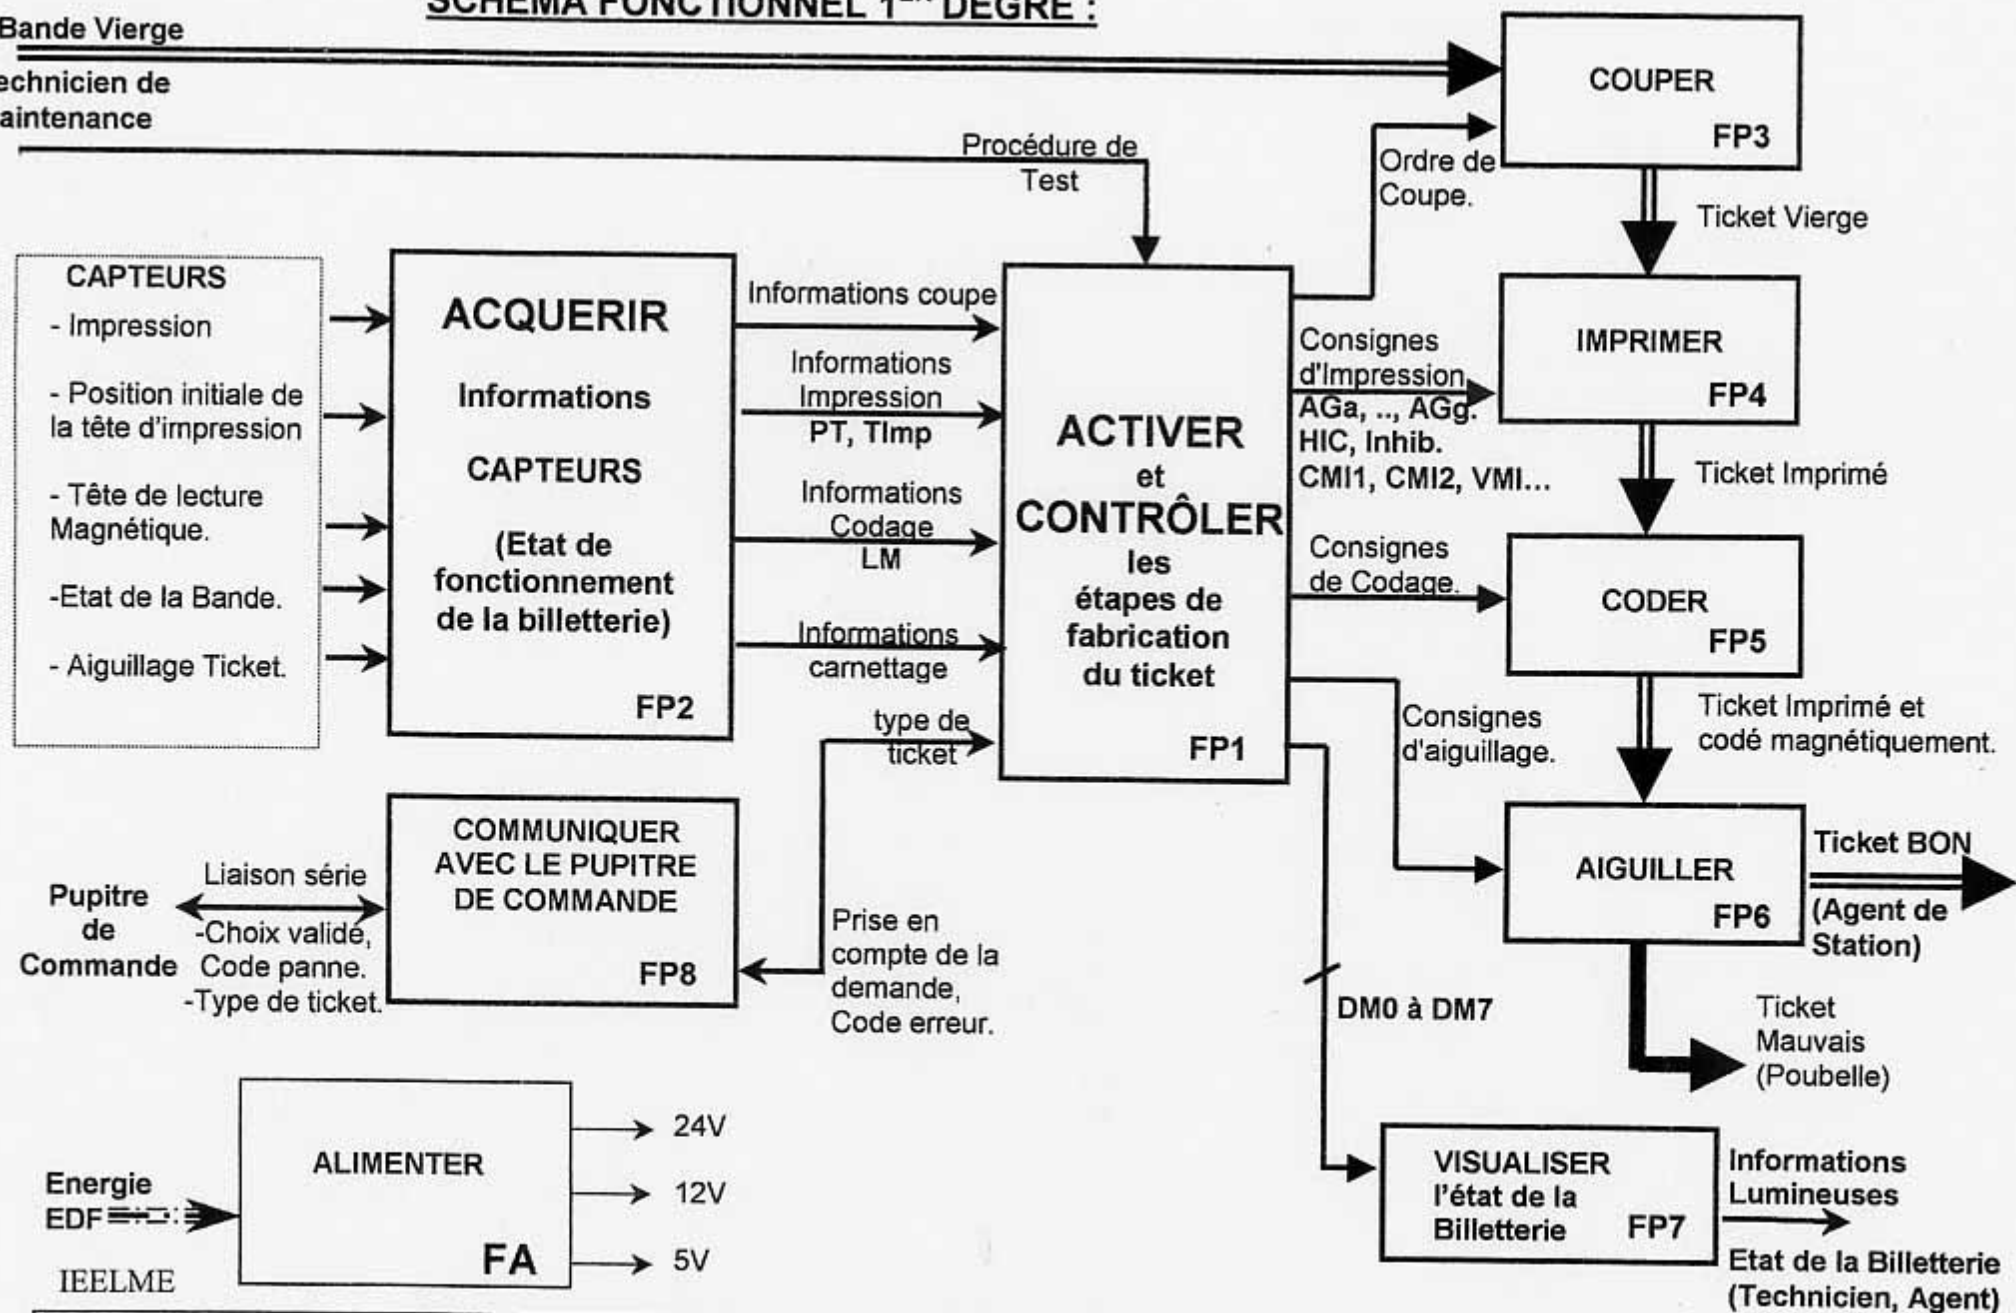 SCHEMA FONCTIONNEL 1ER DEGRE :
Bande Vierge
echnicien de
aintenance
Procédure de
Test
Ordre de
Coupe.
COUPER
FP3
Ticket Vierge
CAPTEURS
- Impression
- Position initiale de
la tête d'impression
- Tête de lecture
Magnétique.
-Etat de la Bande.
- Aiguillage Ticket.
ACQUERIR
Informations
CAPTEURS
(Etat de
fonctionnement
de la billetterie)
FP2
Informations coupe
Informations
Impression
PT, TImp
Informations
Codage
LM
Informations
carnettage
type de
ticket
ACTIVER
et
CONTRÔLER
les
étapes de
fabrication
du ticket
FP1
Consignes
d'Impression
AGa, .., AGg.
HIC, Inhib.
CMI1, CMI2, VMI...
IMPRIMER
FP4
Ticket Imprimé
Consignes
de Codage.
CODER
FP5
Ticket Imprimé et
codé magnétiquement.
Consignes
d'aiguillage.
AIGUILLER
FP6
Ticket BON
(Agent de
Station)
Ticket
Mauvais
(Poubelle)
Pupitre
de
Commande
Liaison série
-Choix validé,
Code panne.
-Type de ticket.
COMMUNIQUER
AVEC LE PUPITRE
DE COMMANDE
FP8
Prise en
compte de la
demande,
Code erreur.
DM0 à DM7
VISUALISER
l'état de la
Billetterie
FP7
Informations
Lumineuses
Etat de la Billetterie
(Technicien, Agent)
Energie
EDF
ALIMENTER
FA
24V
12V
5V
IEELME